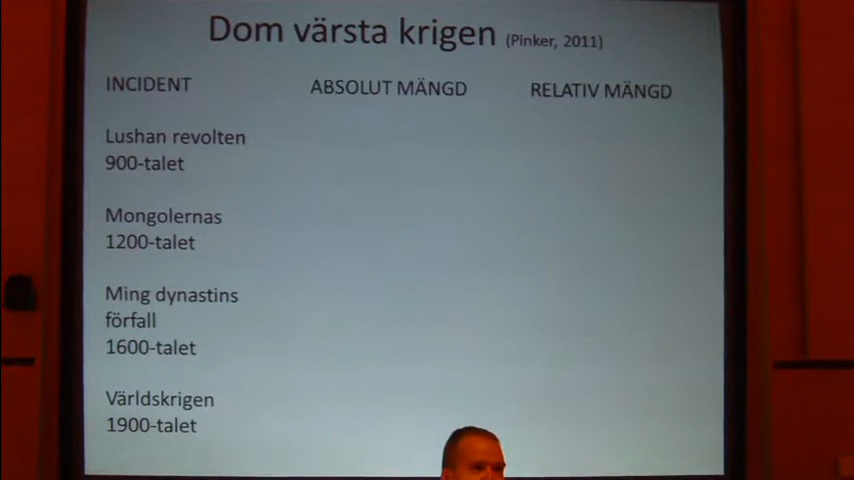 Dom värsta krigen (Pinker, 2011)
INCIDENT ABSOLUT MÄNGD RELATIV MÄNGD
Lushan revolten
900-talet
Mongolernas
1200-talet
Ming dynastins
förfall
1600-talet
Världskrigen
1900-talet